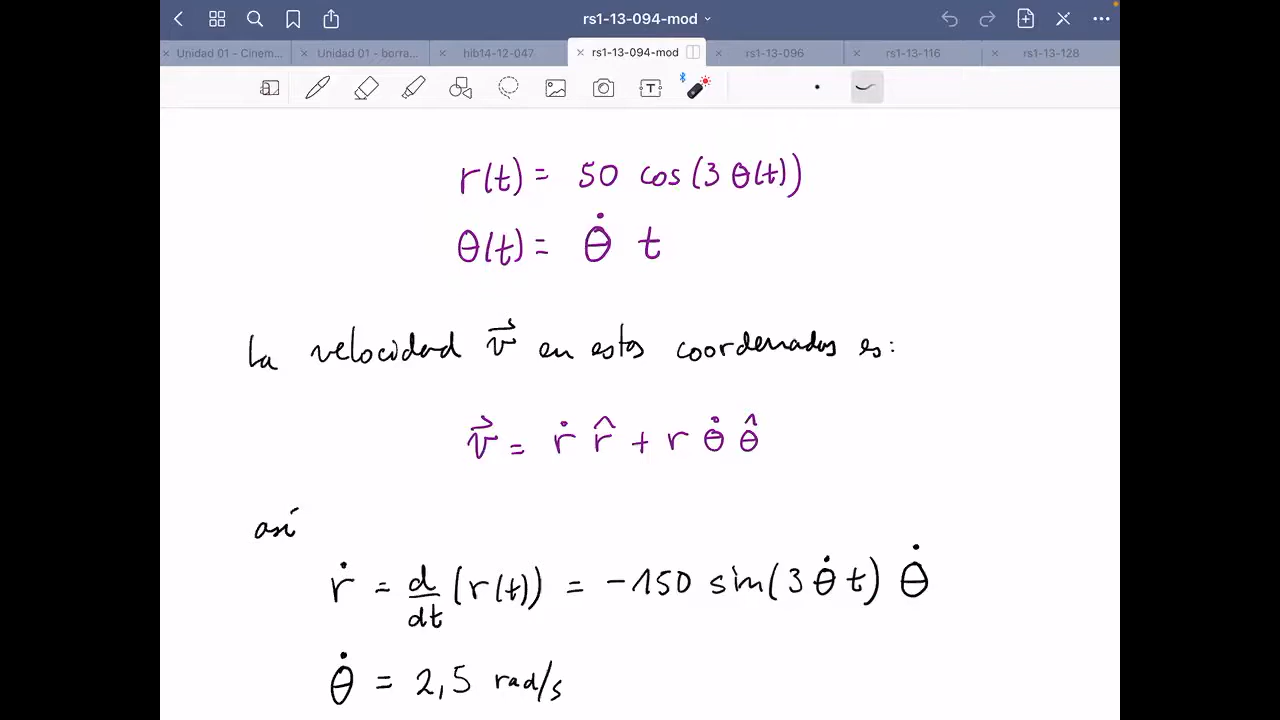 rs1-13-094-mod
Unidad 01 – Cinem... Unidad 01 - borra... hib14-12-047 rs1-13-094-mod rs1-13-096 rs1-13-116 rs1-13-128
T
r(t) = 50 cos(3 θ(t))
θ(t) = θ̇ t
La velocidad v⃗ en estas coordenadas es:
v⃗ = ṙ r̂ + r θ̇ θ̂
así
ṙ = d/dt (r(t)) = -150 sin(3 θ̇ t) θ̇
θ̇ = 2,5 rad/s